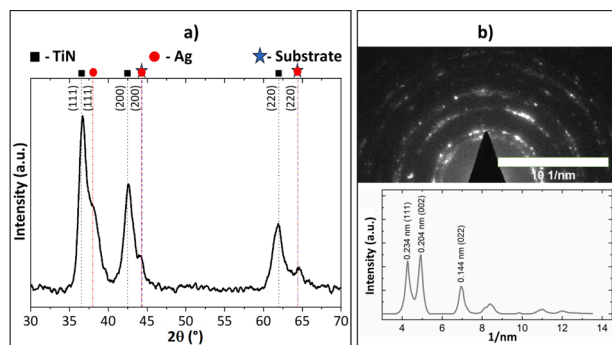 a)
- TiN
- Ag
- Substrate
(111)
(111)
(200)
(200)
(220)
(220)
Intensity (a.u.)
30 35 40 45 50 55 60 65 70
2θ (°)
b)
10 1/nm
Intensity (a.u.)
0.234 nm (111)
0.204 nm (002)
0.144 nm (022)
4 6 8 10 12 14
1/nm